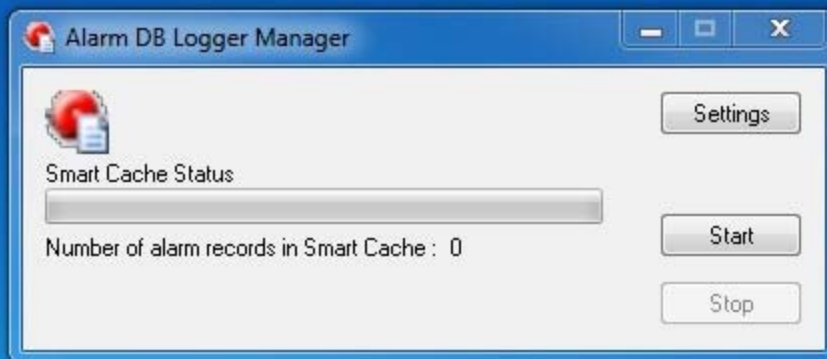 Alarm DB Logger Manager
Settings
Smart Cache Status
Number of alarm records in Smart Cache : 0
Start
Stop